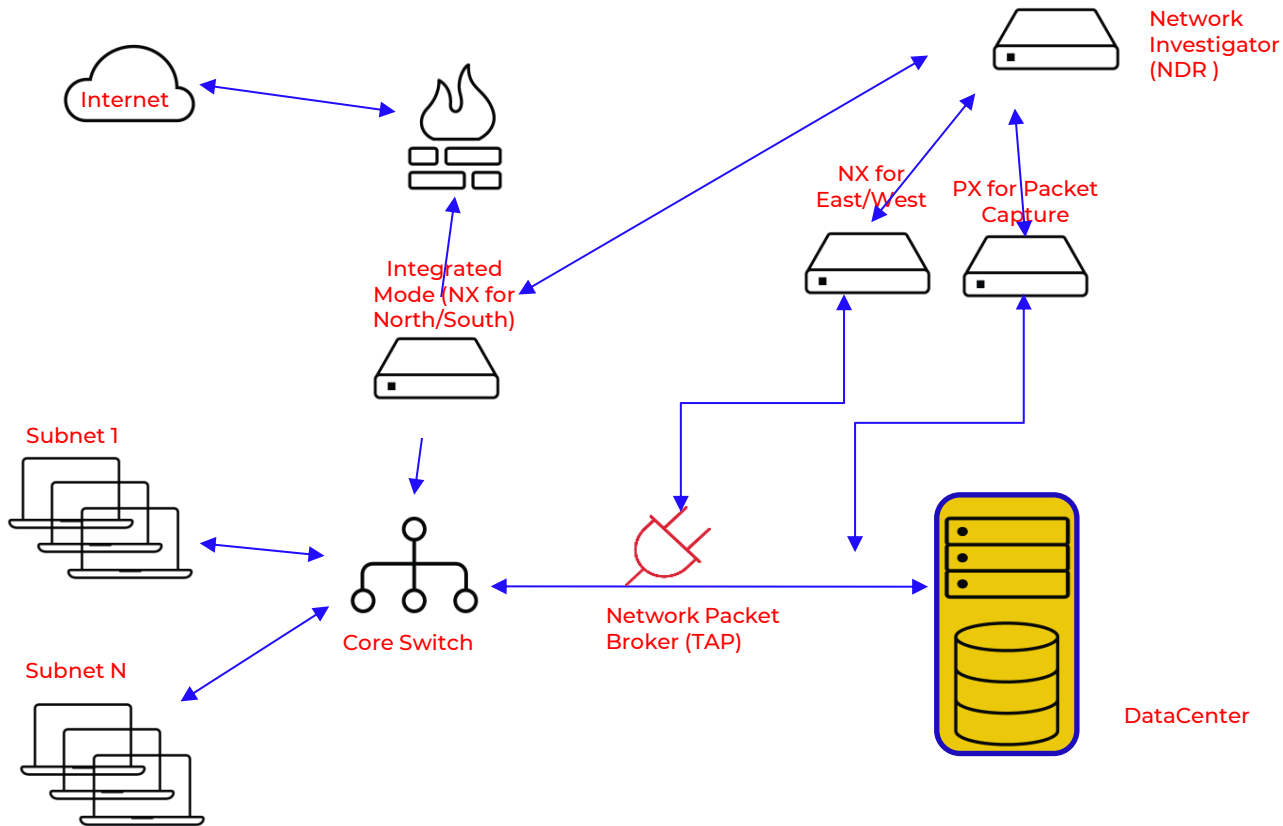 Network
Investigator
(NDR )
Internet
NX for
East/West
PX for Packet
Capture
Integrated
Mode (NX for
North/South)
Subnet 1
Core Switch
Network Packet
Broker (TAP)
Subnet N
DataCenter